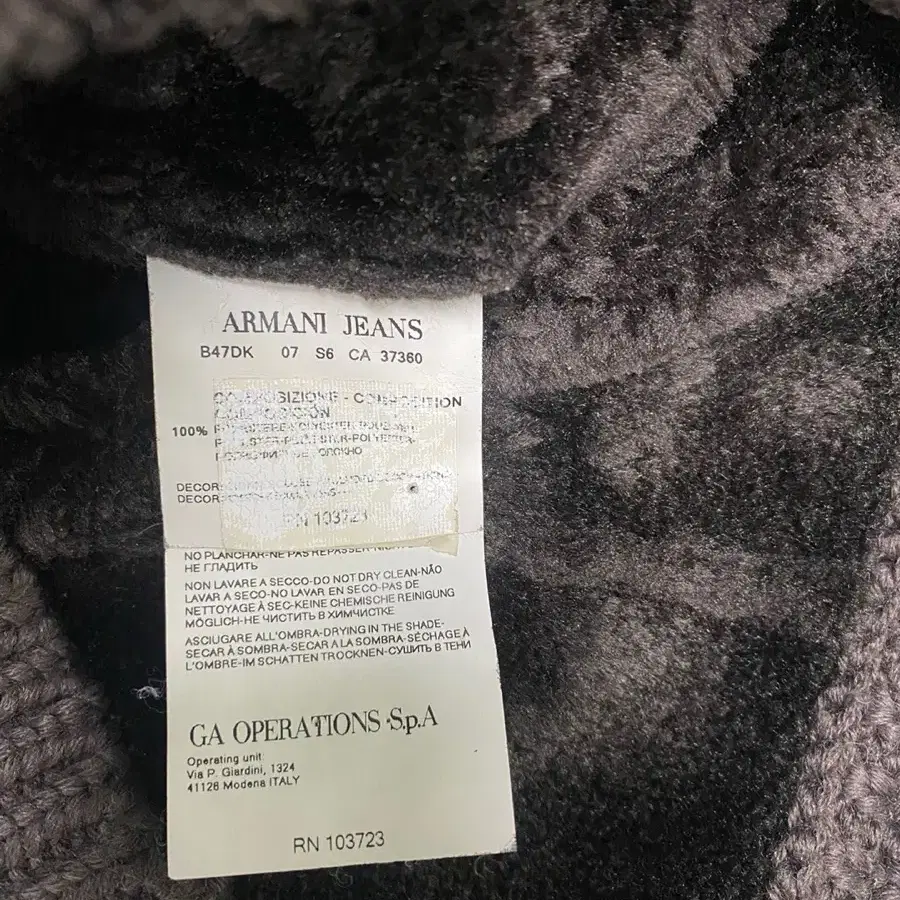 ARMANI JEANS
B47DK 07 S6 CA 37360
COMPOSIZIONE - COMPOSITION
COMPOSICIÓN
100%
DECOR
DECOR
RN 103723
NO PLANCHAR-NE PAS REPASSER
НЕ ГЛАДИТЬ
NON LAVARE A SECCO-DO NOT DRY CLEAN-NÃO
LAVAR A SECO-NO LAVAR EN SECO-PAS DE
NETTOYAGE À SEC-KEINE CHEMISCHE REINIGUNG
MÖGLICH-НЕ ЧИСТИТЬ В ХИМЧИСТКЕ
ASCIUGARE ALL'OMBRA-DRYING IN THE SHADE-
SECAR À SOMBRA-SECAR A LA SOMBRA-SÉCHAGE À
L'OMBRE-IM SCHATTEN TROCKNEN-СУШИТЬ В ТЕНИ
GA OPERATIONS S.p.A
Operating unit:
Via P. Giardini, 1324
41126 Modena ITALY
RN 103723